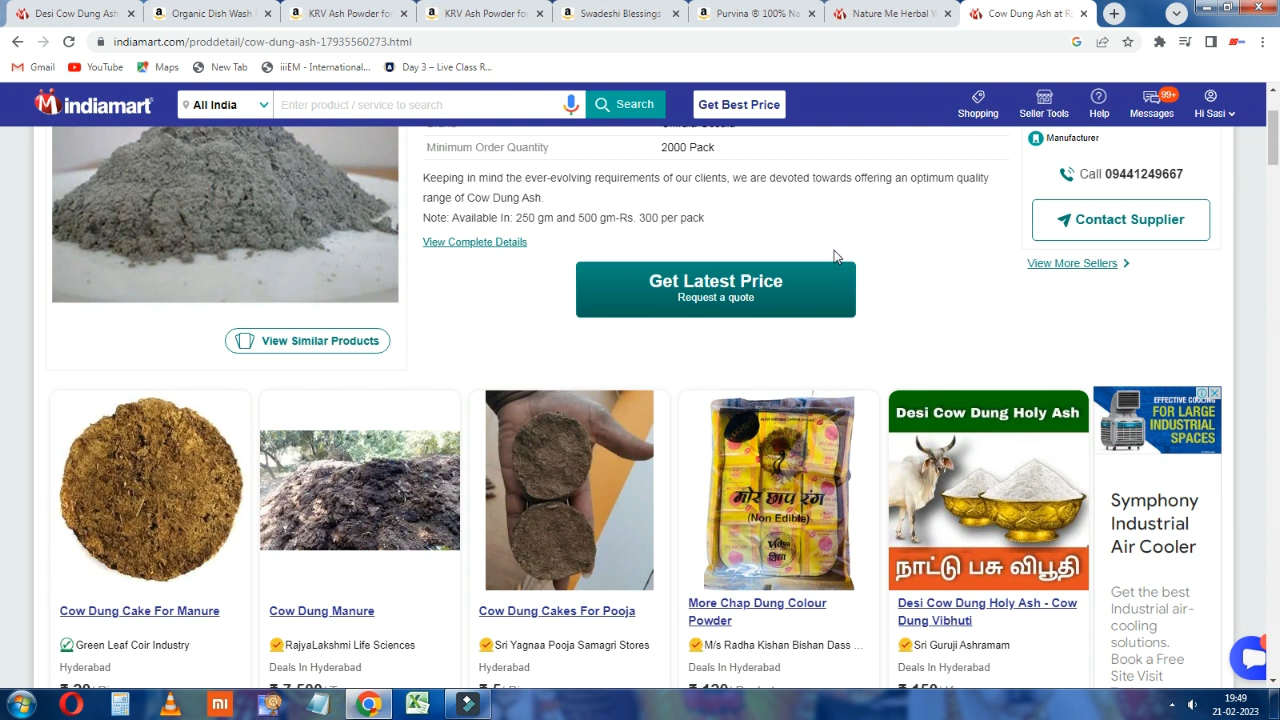 Desi Cow Dung Ash
Organic Dish Wash
KRV Ash Powder for
KRV Ash Powder
Swadeshi Blessings
Purvina ® 100% Na
Nature Me Herbal W
Cow Dung Ash at R
indiamart.com/proddetail/cow-dung-ash-17935560273.html
Gmail
YouTube
Maps
New Tab
iiiEM - International...
Day 3 – Live Class R...
indiamart
All India
Enter product / service to search
Search
Get Best Price
Shopping
Seller Tools
Help
99+
Messages
Hi Sasi
Minimum Order Quantity 2000 Pack
Keeping in mind the ever-evolving requirements of our clients, we are devoted towards offering an optimum quality
range of Cow Dung Ash.
Note: Available In: 250 gm and 500 gm-Rs. 300 per pack
View Complete Details
Get Latest Price
Request a quote
View Similar Products
Manufacturer
Call 09441249667
Contact Supplier
View More Sellers
Cow Dung Cake For Manure
Green Leaf Coir Industry
Hyderabad
Cow Dung Manure
RajyaLakshmi Life Sciences
Deals In Hyderabad
Cow Dung Cakes For Pooja
Sri Yagnaa Pooja Samagri Stores
Deals In Hyderabad
मोर छाप रंग
(Non Edible)
More Chap Dung Colour
Powder
M/s Radha Kishan Bishan Dass ...
Deals In Hyderabad
Desi Cow Dung Holy Ash
நாட்டு பசு விபூதி
Desi Cow Dung Holy Ash - Cow
Dung Vibhuti
Sri Guruji Ashramam
Deals In Hyderabad
EFFECTIVE COOLING
FOR LARGE
INDUSTRIAL
SPACES
Symphony
Industrial
Air Cooler
Get the best
Industrial air-
cooling
solutions.
Book a Free
Site Visit
19:49
21-02-2023